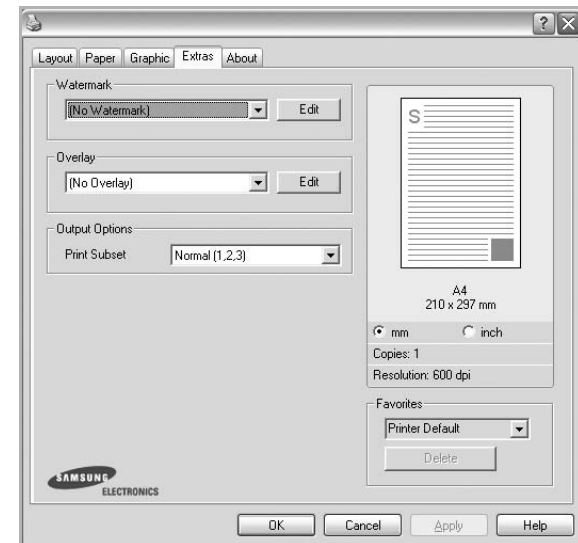 Layout Paper Graphic Extras About
Watermark
(No Watermark) Edit
Overlay
(No Overlay) Edit
Output Options
Print Subset Normal (1,2,3)
S
A4
210 x 297 mm
mm inch
Copies: 1
Resolution: 600 dpi
Favorites
Printer Default
Delete
SAMSUNG
ELECTRONICS
OK Cancel Apply Help